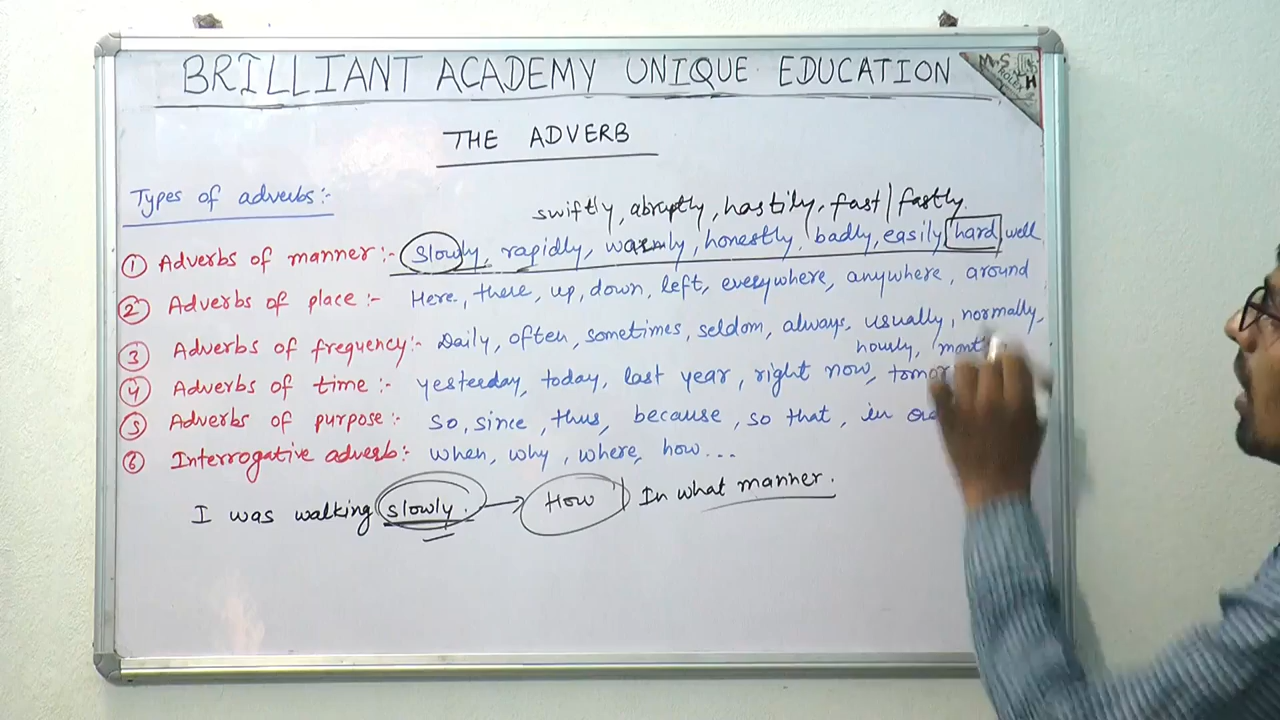 BRILLIANT ACADEMY UNIQUE EDUCATION
M.S
H
THE ADVERB
Types of adverbs:-
swiftly, abruptly, hastily, fast/fastly.
① Adverbs of manner:- slowly, rapidly, warmly, honestly, badly, easily, hard, well
② Adverbs of place:- Here, there, up, down, left, everywhere, anywhere, around
③ Adverbs of frequency:- Daily, often, sometimes, seldom, always, usually, normally,
hourly,
④ Adverbs of time:- yesterday, today, last year, right now,
⑤ Adverbs of purpose:- So, since, thus, because, so that, in
⑥ Interrogative adverb:- when, why, where, how...
I was walking slowly. → How / In what manner.